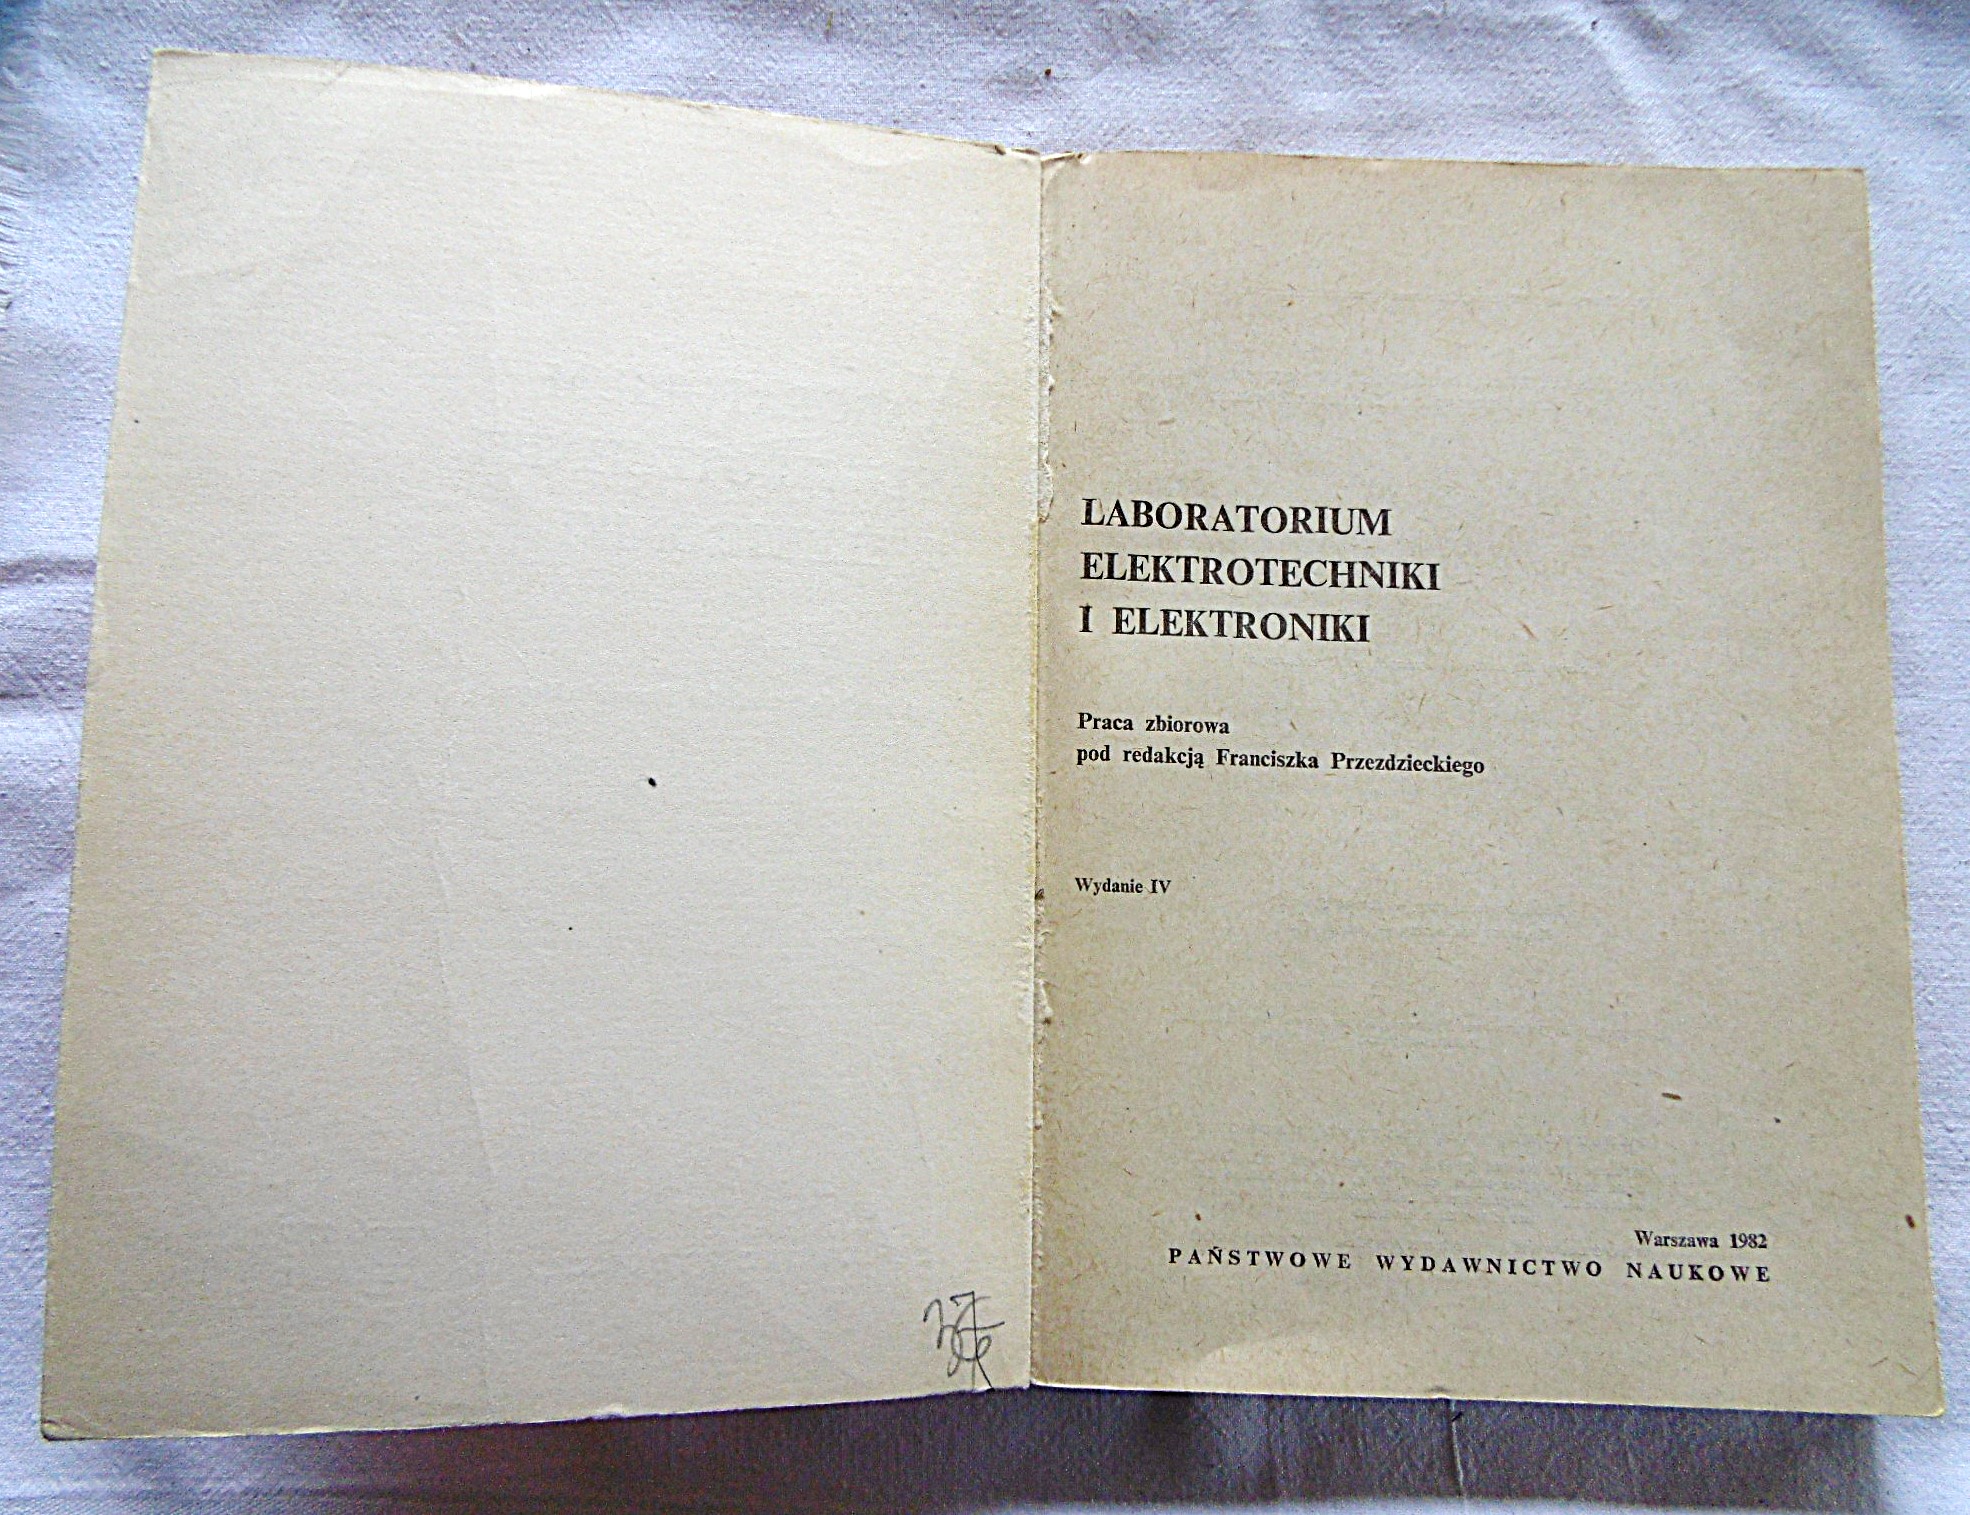 LABORATORIUM
ELEKTROTECHNIKI
I ELEKTRONIKI
Praca zbiorowa
pod redakcją Franciszka Przezdzieckiego
Wydanie IV
Warszawa 1982
PAŃSTWOWE WYDAWNICTWO NAUKOWE